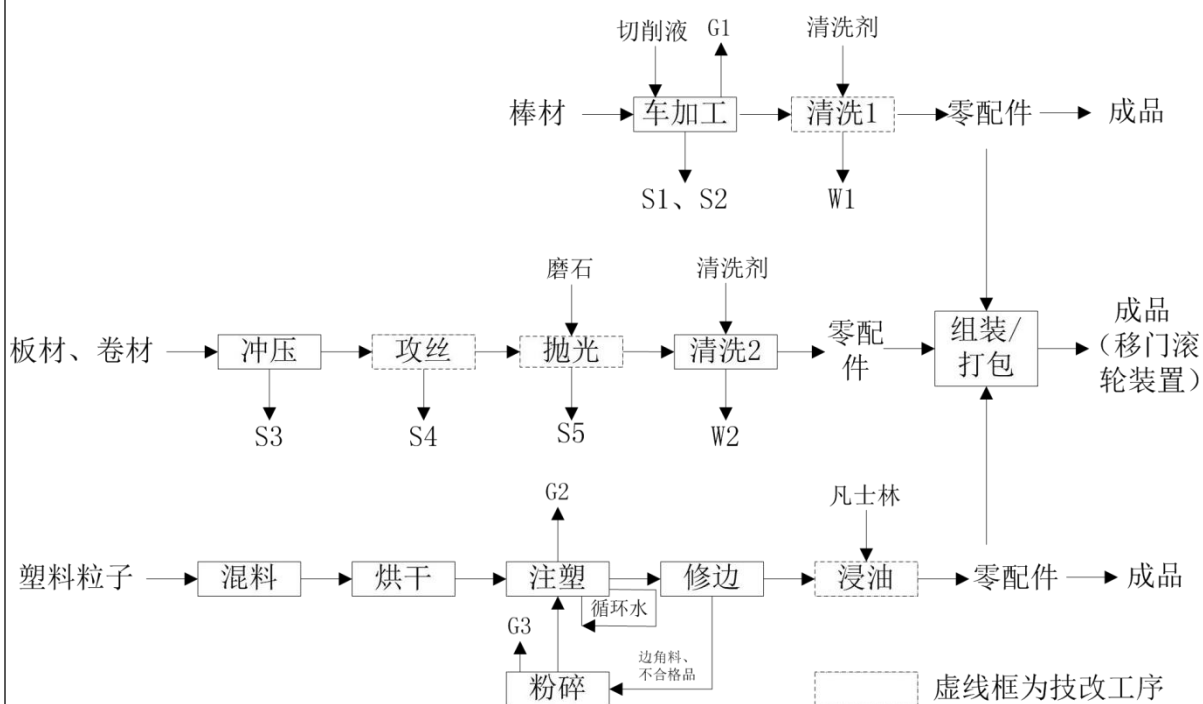 切削液 G1 清洗剂
棒材 车加工 清洗1 零配件 成品
S1、S2 W1
磨石 清洗剂
板材、卷材 冲压 攻丝 抛光 清洗2 零配
件 组装/
打包 成品
(移门滚
轮装置)
S3 S4 S5 W2
G2 凡士林
塑料粒子 混料 烘干 注塑 修边 浸油 零配件 成品
循环水
G3 边角料、
不合格品
粉碎 虚线框为技改工序